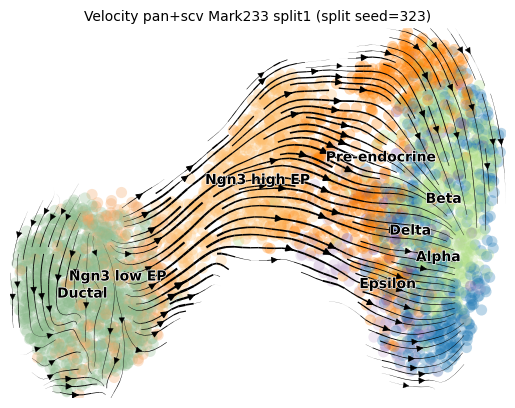 Velocity pan+scv Mark233 split1 (split seed=323)
Pre-endocrine
Ngn3 high EP
Beta
Delta
Alpha
Ngn3 low EP
Epsilon
Ductal